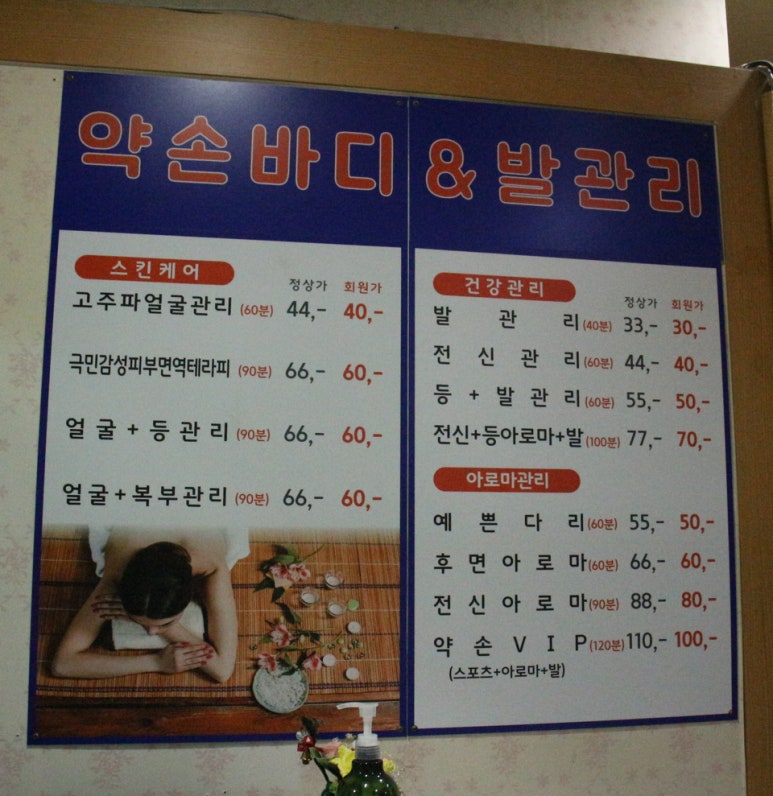 약손바디 & 발관리
스킨케어
정상가 회원가
고주파얼굴관리 (60분) 44,- 40,-
극민감성피부면역테라피 (90분) 66,- 60,-
얼굴+등관리 (90분) 66,- 60,-
얼굴+복부관리 (90분) 66,- 60,-
건강관리
정상가 회원가
발관리 (40분) 33,- 30,-
전신관리 (60분) 44,- 40,-
등+발관리 (60분) 55,- 50,-
전신+등아로마+발 (100분) 77,- 70,-
아로마관리
예쁜다리 (60분) 55,- 50,-
후면아로마 (60분) 66,- 60,-
전신아로마 (90분) 88,- 80,-
약손VIP (120분) 110,- 100,-
(스포츠+아로마+발)